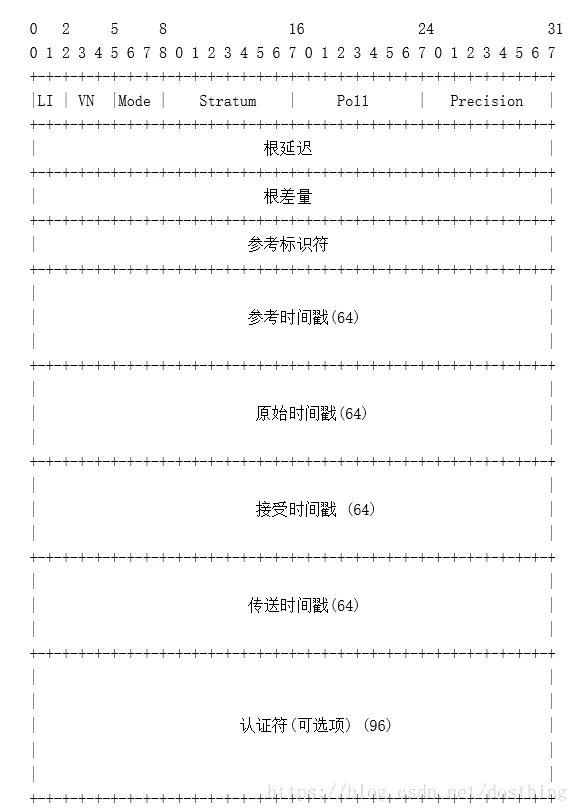 0 2 5 8 16 24 31
0 1 2 3 4 5 6 7 8 0 1 2 3 4 5 6 7 0 1 2 3 4 5 6 7 0 1 2 3 4 5 6 7
+-+-+-+-+-+-+-+-+-+-+-+-+-+-+-+-+-+-+-+-+-+-+-+-+-+-+-+-+-+-+-+-+
|LI | VN |Mode | Stratum | Poll | Precision |
+-+-+-+-+-+-+-+-+-+-+-+-+-+-+-+-+-+-+-+-+-+-+-+-+-+-+-+-+-+-+-+-+
| 根延迟 |
+-+-+-+-+-+-+-+-+-+-+-+-+-+-+-+-+-+-+-+-+-+-+-+-+-+-+-+-+-+-+-+-+
| 根差量 |
+-+-+-+-+-+-+-+-+-+-+-+-+-+-+-+-+-+-+-+-+-+-+-+-+-+-+-+-+-+-+-+-+
| 参考标识符 |
+-+-+-+-+-+-+-+-+-+-+-+-+-+-+-+-+-+-+-+-+-+-+-+-+-+-+-+-+-+-+-+-+
| |
| 参考时间戳(64) |
| |
+-+-+-+-+-+-+-+-+-+-+-+-+-+-+-+-+-+-+-+-+-+-+-+-+-+-+-+-+-+-+-+-+
| |
| 原始时间戳(64) |
| |
+-+-+-+-+-+-+-+-+-+-+-+-+-+-+-+-+-+-+-+-+-+-+-+-+-+-+-+-+-+-+-+-+
| |
| 接受时间戳 (64) |
| |
+-+-+-+-+-+-+-+-+-+-+-+-+-+-+-+-+-+-+-+-+-+-+-+-+-+-+-+-+-+-+-+-+
| |
| 传送时间戳(64) |
| |
+-+-+-+-+-+-+-+-+-+-+-+-+-+-+-+-+-+-+-+-+-+-+-+-+-+-+-+-+-+-+-+-+
| |
| |
| 认证符(可选项) (96) |
| |
| |
https://blog.csdn.net/dosthing
+-+-+-+-+-+-+-+-+-+-+-+-+-+-+-+-+-+-+-+-+-+-+-+-+-+-+-+-+-+-+-+-+